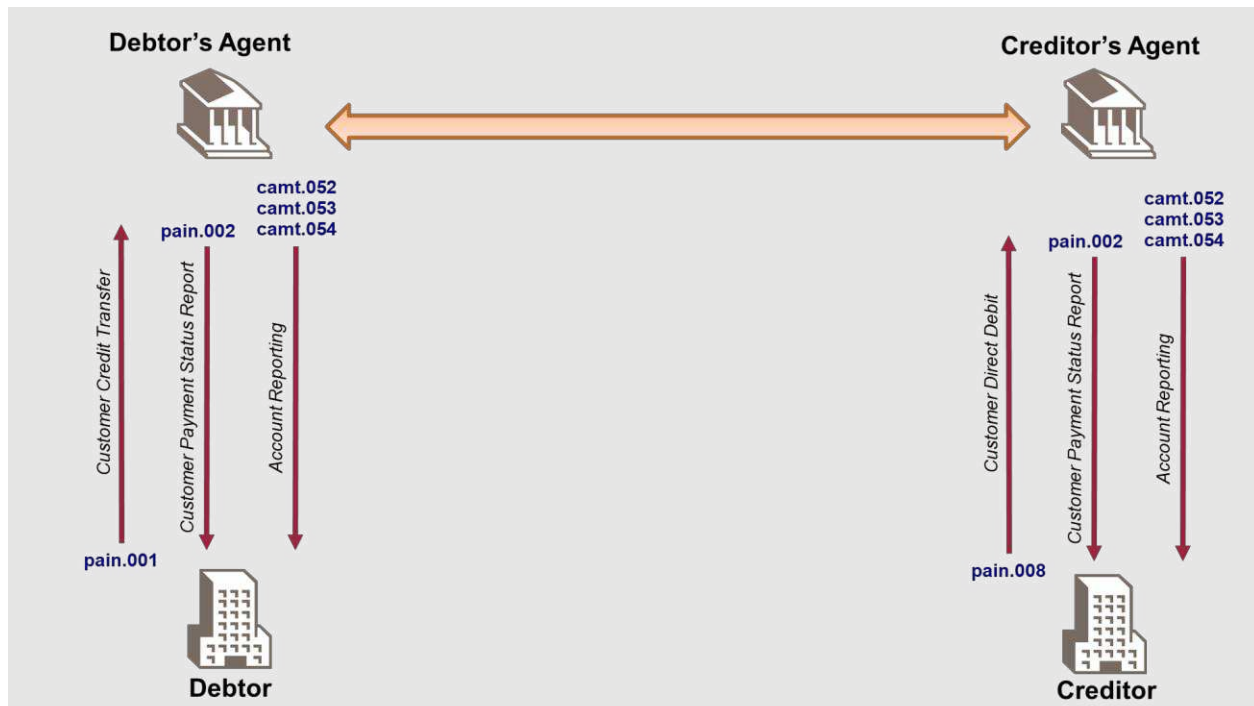 Debtor's Agent
Creditor's Agent
camt.052
camt.053
pain.002 camt.054
Customer Credit Transfer
Customer Payment Status Report
Account Reporting
pain.001
Debtor
camt.052
camt.053
pain.002 camt.054
Customer Direct Debit
Customer Payment Status Report
Account Reporting
pain.008
Creditor